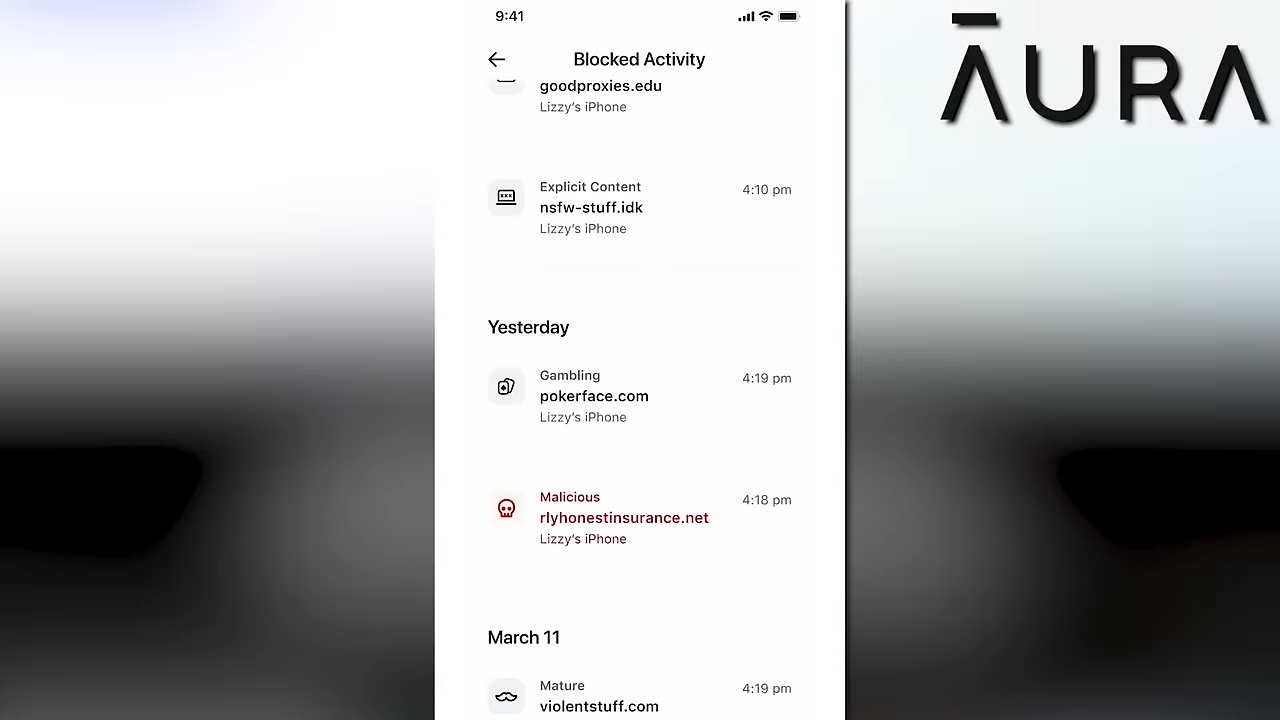 9:41
ĀURA
Blocked Activity
goodproxies.edu
Lizzy's iPhone
Explicit Content
4:10 pm
nsfw-stuff.idk
Lizzy's iPhone
Yesterday
Gambling
4:19 pm
pokerface.com
Lizzy's iPhone
Malicious
4:18 pm
rlyhonestinsurance.net
Lizzy's iPhone
March 11
Mature
4:19 pm
violentstuff.com